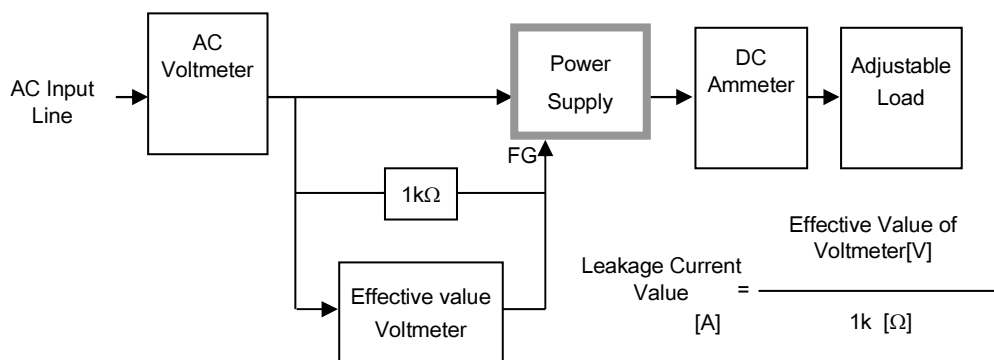 AC
Voltmeter
AC Input
Line
Power
Supply
DC
Ammeter
Adjustable
Load
FG
1kΩ
Effective value
Voltmeter
Leakage Current
Value
[A]
=
Effective Value of
Voltmeter[V]
1k [Ω]